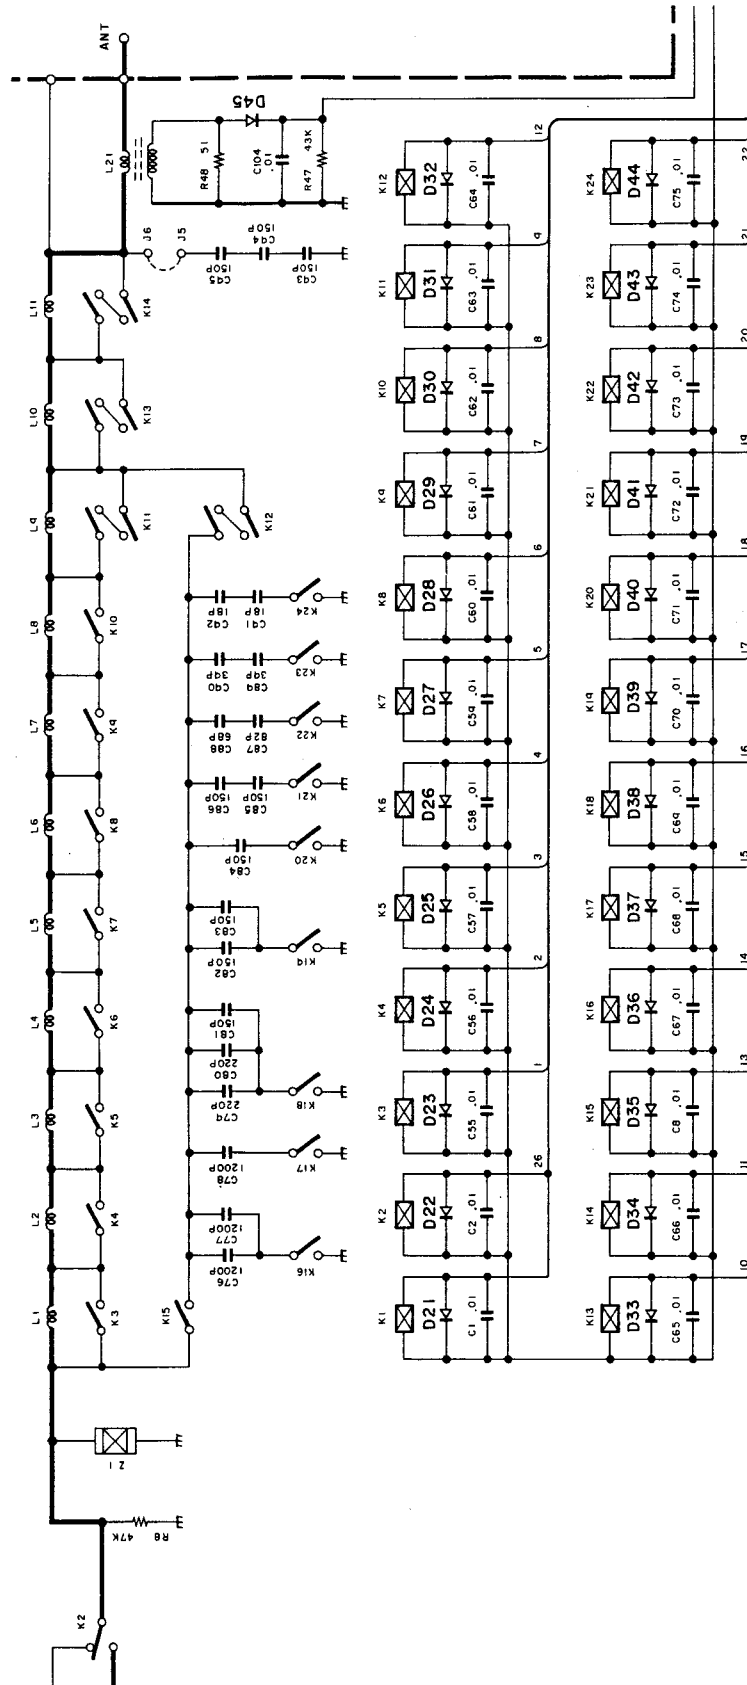 ANT
L21
D45
R48 51
C104 .01
R47 43K
J6
J5
C45 150P
C44 150P
C43 150P
L11
K14
L10
K13
L9
K11
K12
L8
K10
L7
K9
L6
K8
L5
K7
L4
K6
L3
K5
L2
K4
L1
K3
K15
C42 18P
C41 18P
K24
C40 34P
C89 34P
K23
C88 68P
C87 82P
K22
C86 150P
C85 150P
K21
C84 150P
K20
C83 150P
C82 150P
K19
C81 150P
C80 220P
C79 220P
K18
C78 1200P
K17
C77 1200P
C76 1200P
K16
Z1
R8 47K
K2
K12 D32 C64 .01 12
K11 D31 C63 .01 9
K10 D30 C62 .01 8
K9 D29 C61 .01 7
K8 D28 C60 .01 6
K7 D27 C59 .01 5
K6 D26 C58 .01 4
K5 D25 C57 .01 3
K4 D24 C56 .01 2
K3 D23 C55 .01 1
K2 D22 C2 .01 26
K1 D21 C1 .01
K24 D44 C75 .01 22
K23 D43 C74 .01 21
K22 D42 C73 .01 20
K21 D41 C72 .01 19
K20 D40 C71 .01 18
K19 D39 C70 .01 17
K18 D38 C69 .01 16
K17 D37 C68 .01 15
K16 D36 C67 .01 14
K15 D35 C8 .01 13
K14 D34 C66 .01 11
K13 D33 C65 .01 10